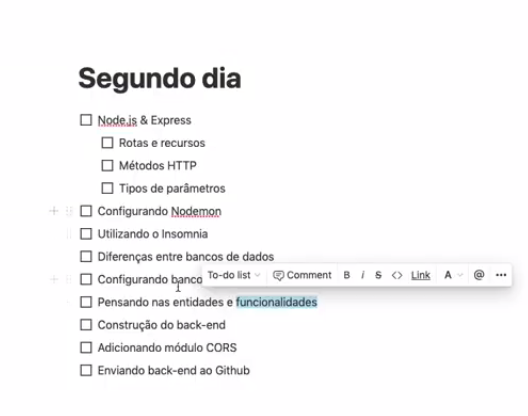 Segundo dia
Node.js & Express
Rotas e recursos
Métodos HTTP
Tipos de parâmetros
Configurando Nodemon
Utilizando o Insomnia
Diferenças entre bancos de dados
Configurando banco
To-do list Comment B i S <> Link A @ •••
Pensando nas entidades e funcionalidades
Construção do back-end
Adicionando módulo CORS
Enviando back-end ao Github